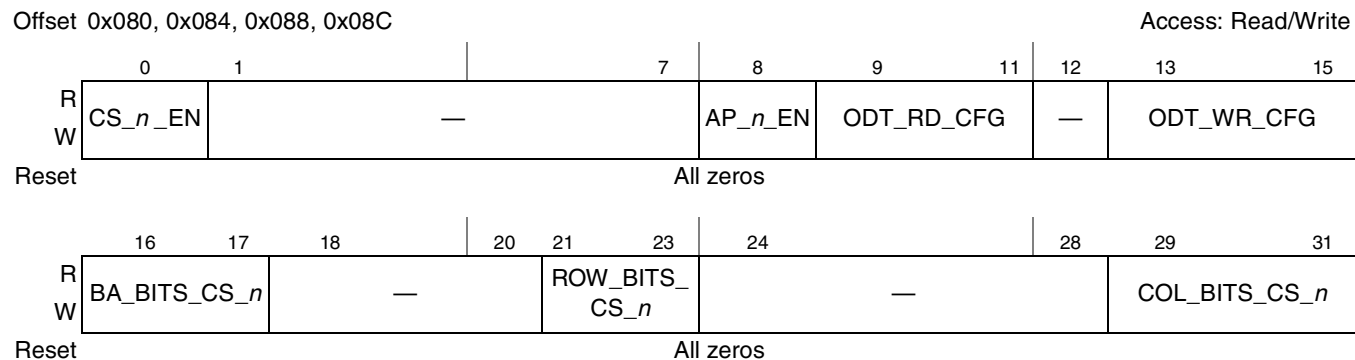 Offset 0x080, 0x084, 0x088, 0x08C Access: Read/Write
0 1 7 8 9 11 12 13 15
R
W
CS_n _EN — AP_n_EN ODT_RD_CFG — ODT_WR_CFG
Reset All zeros
16 17 18 20 21 23 24 28 29 31
R
W
BA_BITS_CS_n — ROW_BITS_
CS_n — COL_BITS_CS_n
Reset All zeros